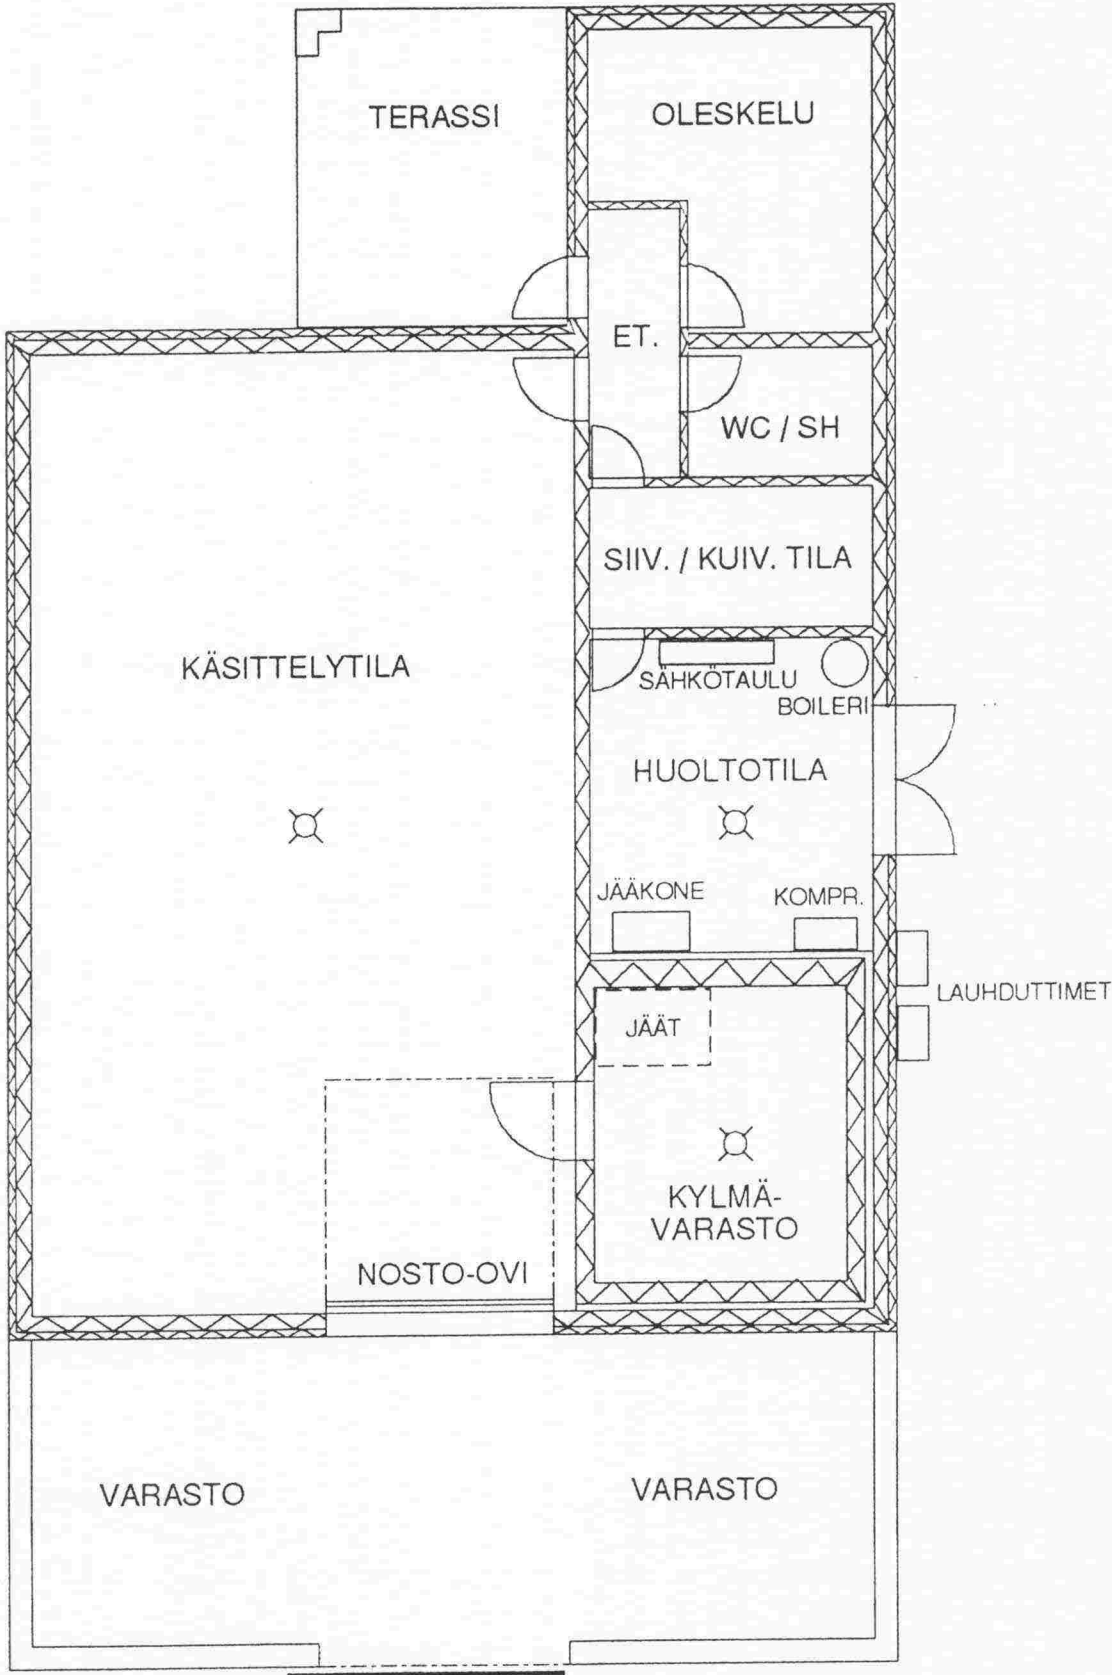 TERASSI
OLESKELU
ET.
WC / SH
SIIV. / KUIV. TILA
KÄSITTELYTILA
SÄHKÖTAULU
BOILERI
HUOLTOTILA
JÄÄKONE
KOMPR.
LAUHDUTTIMET
JÄÄT
KYLMÄ-
VARASTO
NOSTO-OVI
VARASTO
VARASTO